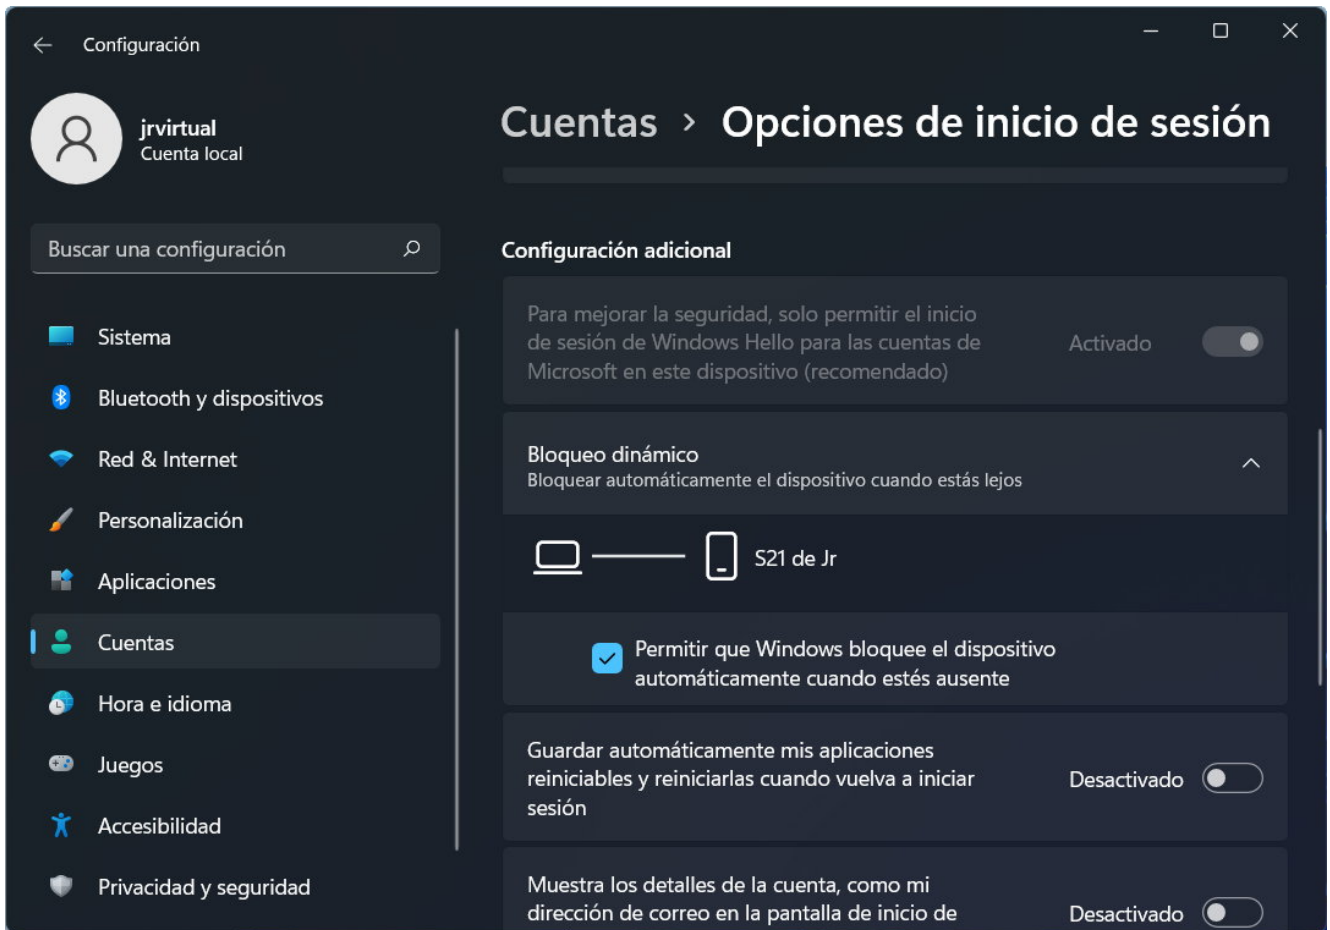 Configuración
jrvirtual
Cuenta local
Buscar una configuración
Sistema
Bluetooth y dispositivos
Red & Internet
Personalización
Aplicaciones
Cuentas
Hora e idioma
Juegos
Accesibilidad
Privacidad y seguridad
Cuentas > Opciones de inicio de sesión
Configuración adicional
Para mejorar la seguridad, solo permitir el inicio
de sesión de Windows Hello para las cuentas de
Microsoft en este dispositivo (recomendado)
Activado
Bloqueo dinámico
Bloquear automáticamente el dispositivo cuando estás lejos
S21 de Jr
Permitir que Windows bloquee el dispositivo
automáticamente cuando estés ausente
Guardar automáticamente mis aplicaciones
reiniciables y reiniciarlas cuando vuelva a iniciar
sesión
Desactivado
Muestra los detalles de la cuenta, como mi
dirección de correo en la pantalla de inicio de
Desactivado